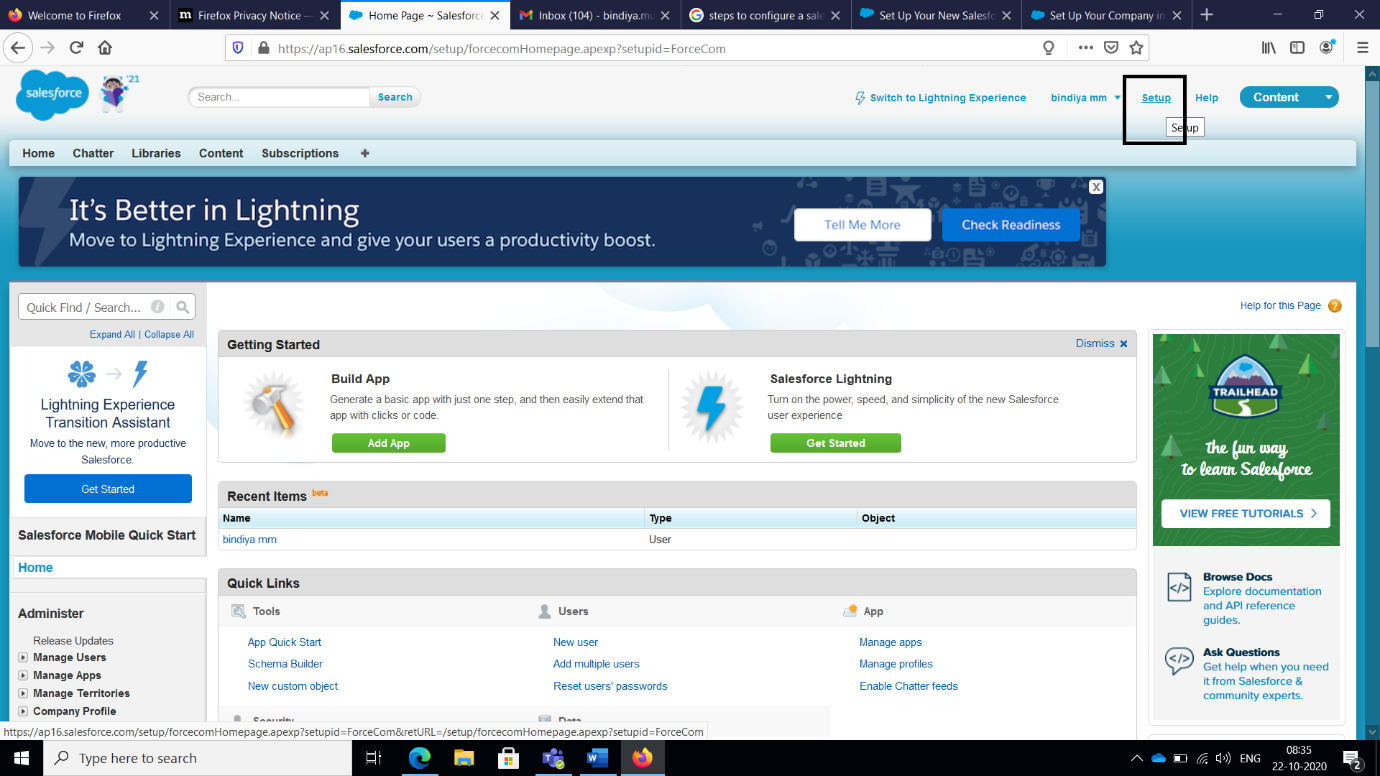 Welcome to Firefox
Firefox Privacy Notice —
Home Page ~ Salesforce
Inbox (104) - bindiya.mu
steps to configure a sale
Set Up Your New Salesfo
Set Up Your Company in
https://ap16.salesforce.com/setup/forcecomHomepage.apexp?setupid=ForceCom
salesforce
'21
Search...
Search
Switch to Lightning Experience
bindiya mm
Setup
Help
Content
Setup
Home
Chatter
Libraries
Content
Subscriptions
It's Better in Lightning
Move to Lightning Experience and give your users a productivity boost.
Tell Me More
Check Readiness
X
Quick Find / Search...
Expand All | Collapse All
Lightning Experience
Transition Assistant
Move to the new, more productive
Salesforce.
Get Started
Salesforce Mobile Quick Start
Home
Administer
Release Updates
Manage Users
Manage Apps
Manage Territories
Company Profile
Help for this Page
Getting Started
Dismiss
Build App
Generate a basic app with just one step, and then easily extend that
app with clicks or code.
Add App
Salesforce Lightning
Turn on the power, speed, and simplicity of the new Salesforce
user experience
Get Started
Recent Items beta
Name Type Object
bindiya mm User
Quick Links
Tools
App Quick Start
Schema Builder
New custom object
Users
New user
Add multiple users
Reset users' passwords
App
Manage apps
Manage profiles
Enable Chatter feeds
Security
Data
TRAILHEAD
the fun way
to learn Salesforce
VIEW FREE TUTORIALS
Browse Docs
Explore documentation
and API reference
guides.
Ask Questions
Get help when you need
it from Salesforce &
community experts.
https://ap16.salesforce.com/setup/forcecomHomepage.apexp?setupid=ForceCom&retURL=/setup/forcecomHomepage.apexp?setupid=ForceCom
Type here to search
ENG
08:35
22-10-2020
2